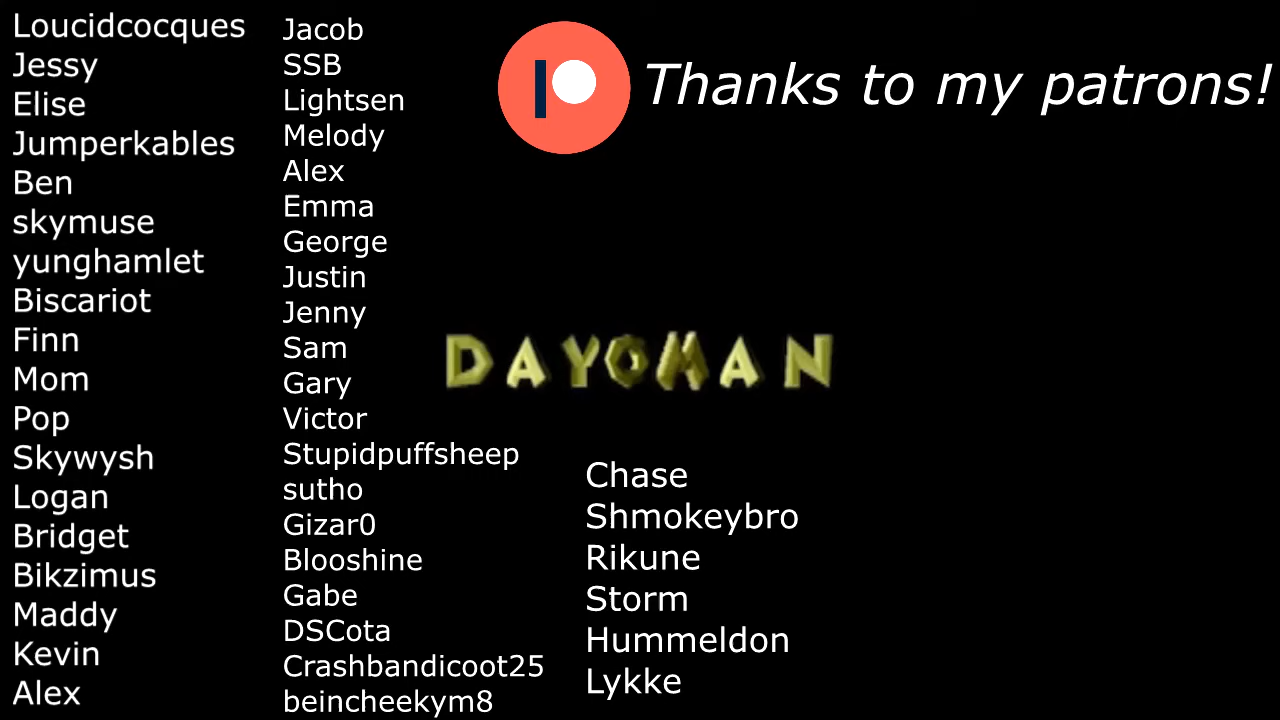 Loucidcocques
Jessy
Elise
Jumperkables
Ben
skymuse
yunghamlet
Biscariot
Finn
Mom
Pop
Skywysh
Logan
Bridget
Bikzimus
Maddy
Kevin
Alex
Jacob
SSB
Lightsen
Melody
Alex
Emma
George
Justin
Jenny
Sam
Gary
Victor
Stupidpuffsheep
sutho
Gizar0
Blooshine
Gabe
DSCota
Crashbandicoot25
beincheekym8
Thanks to my patrons!
DAYOMAN
Chase
Shmokeybro
Rikune
Storm
Hummeldon
Lykke